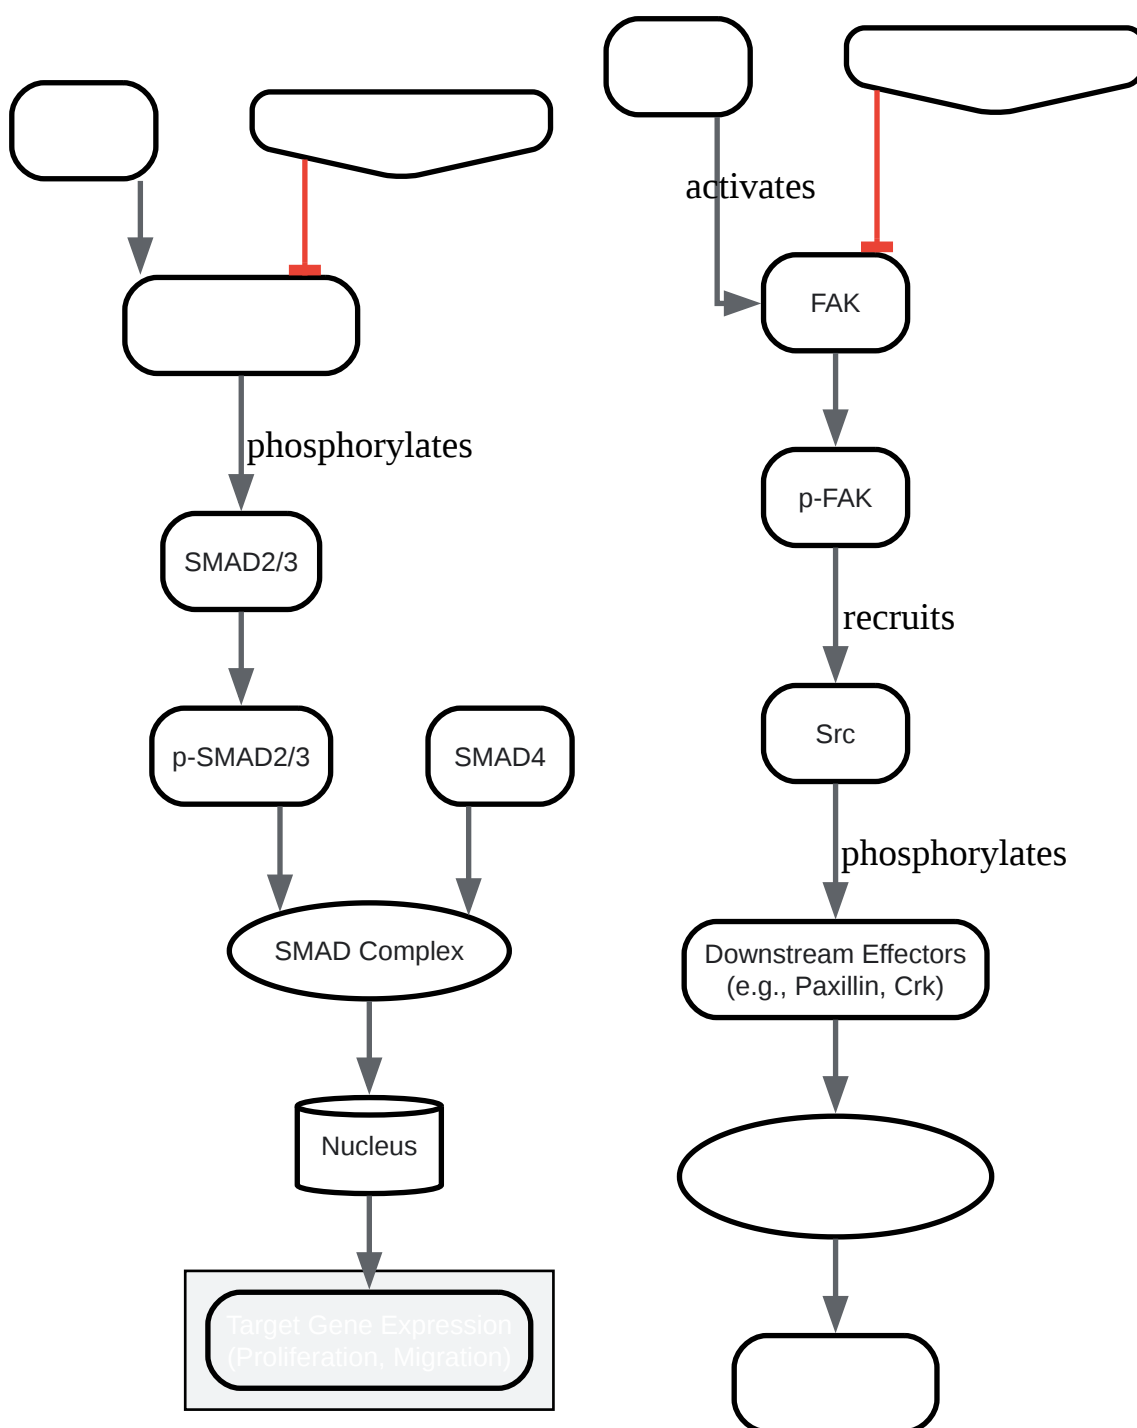 activates
FAK
phosphorylates
p-FAK
SMAD2/3
recruits
p-SMAD2/3
SMAD4
Src
phosphorylates
SMAD Complex
Downstream Effectors
(e.g., Paxillin, Crk)
Nucleus
Target Gene Expression
(Proliferation, Migration)